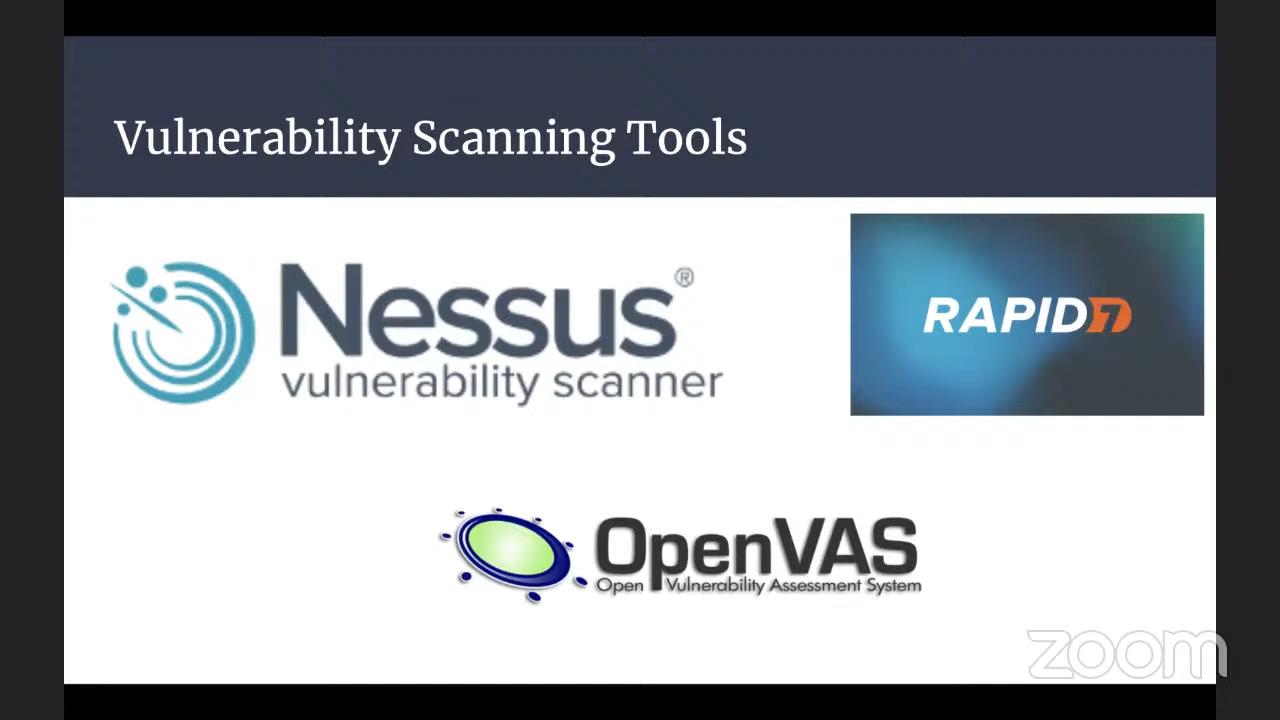 Vulnerability Scanning Tools
Nessus®
vulnerability scanner
RAPID7
OpenVAS
Open Vulnerability Assessment System
zoom